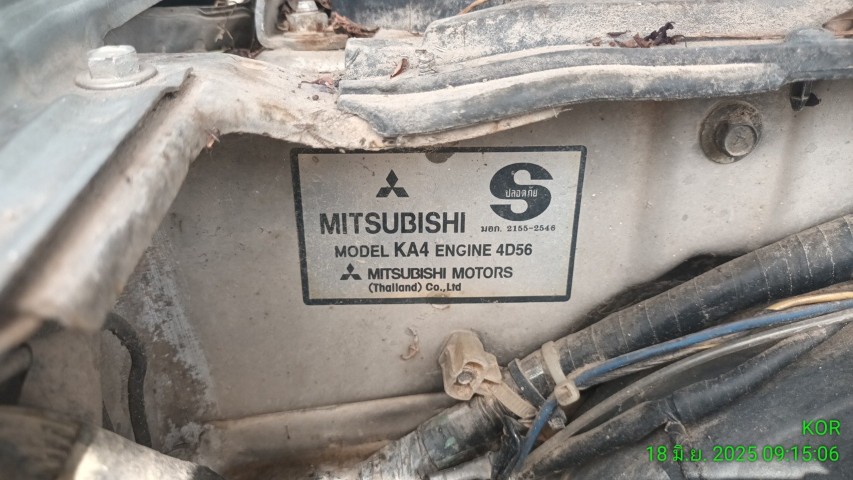 ปลอดภัย
MITSUBISHI
มอก. 2155-2546
MODEL KA4 ENGINE 4D56
MITSUBISHI MOTORS
(Thailand) Co.,Ltd
KOR
18 มิ.ย. 2025 09:15:06